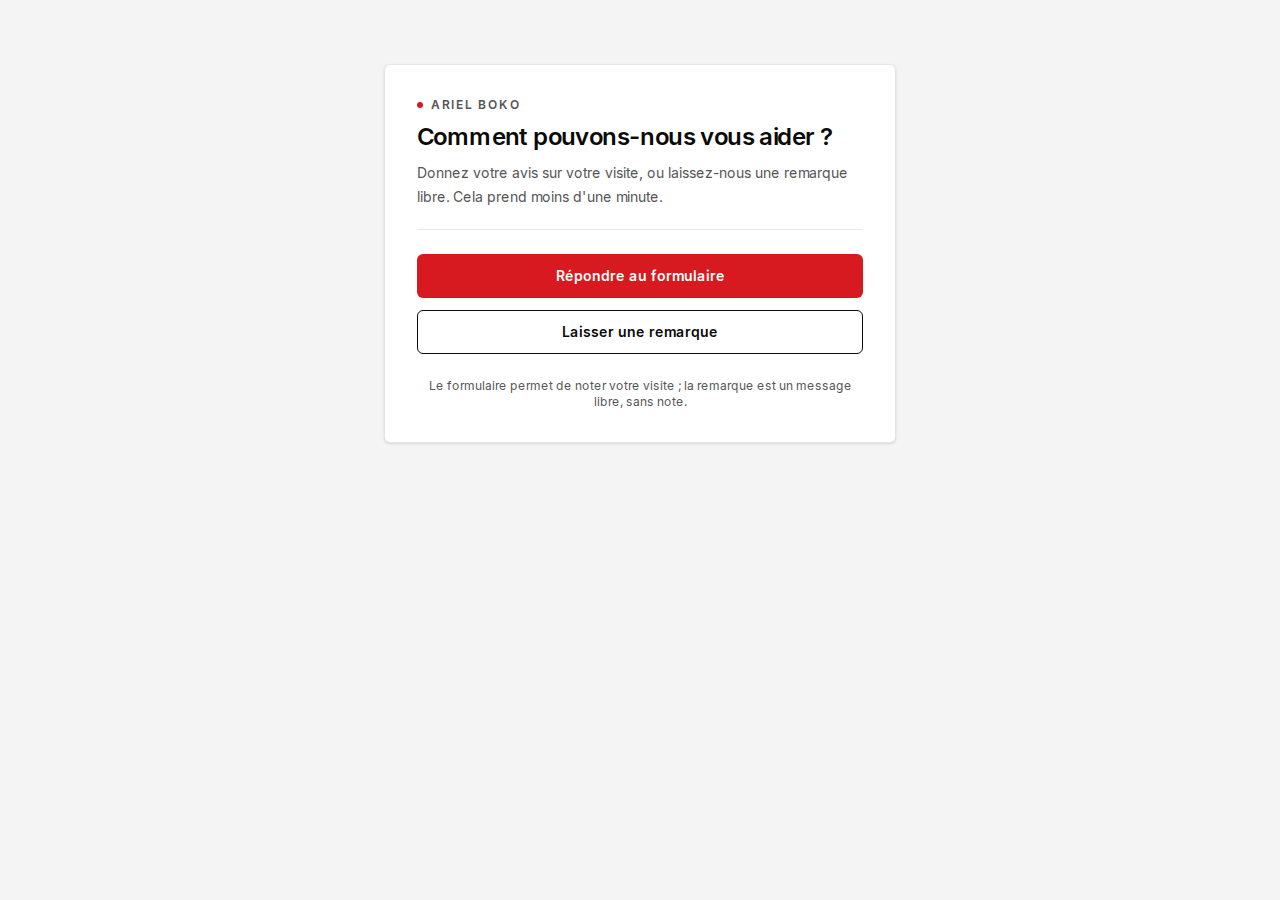 ARIEL BOKO
Comment pouvons-nous vous aider ?
Donnez votre avis sur votre visite, ou laissez-nous une remarque
libre. Cela prend moins d'une minute.
Répondre au formulaire
Laisser une remarque
Le formulaire permet de noter votre visite ; la remarque est un message
libre, sans note.